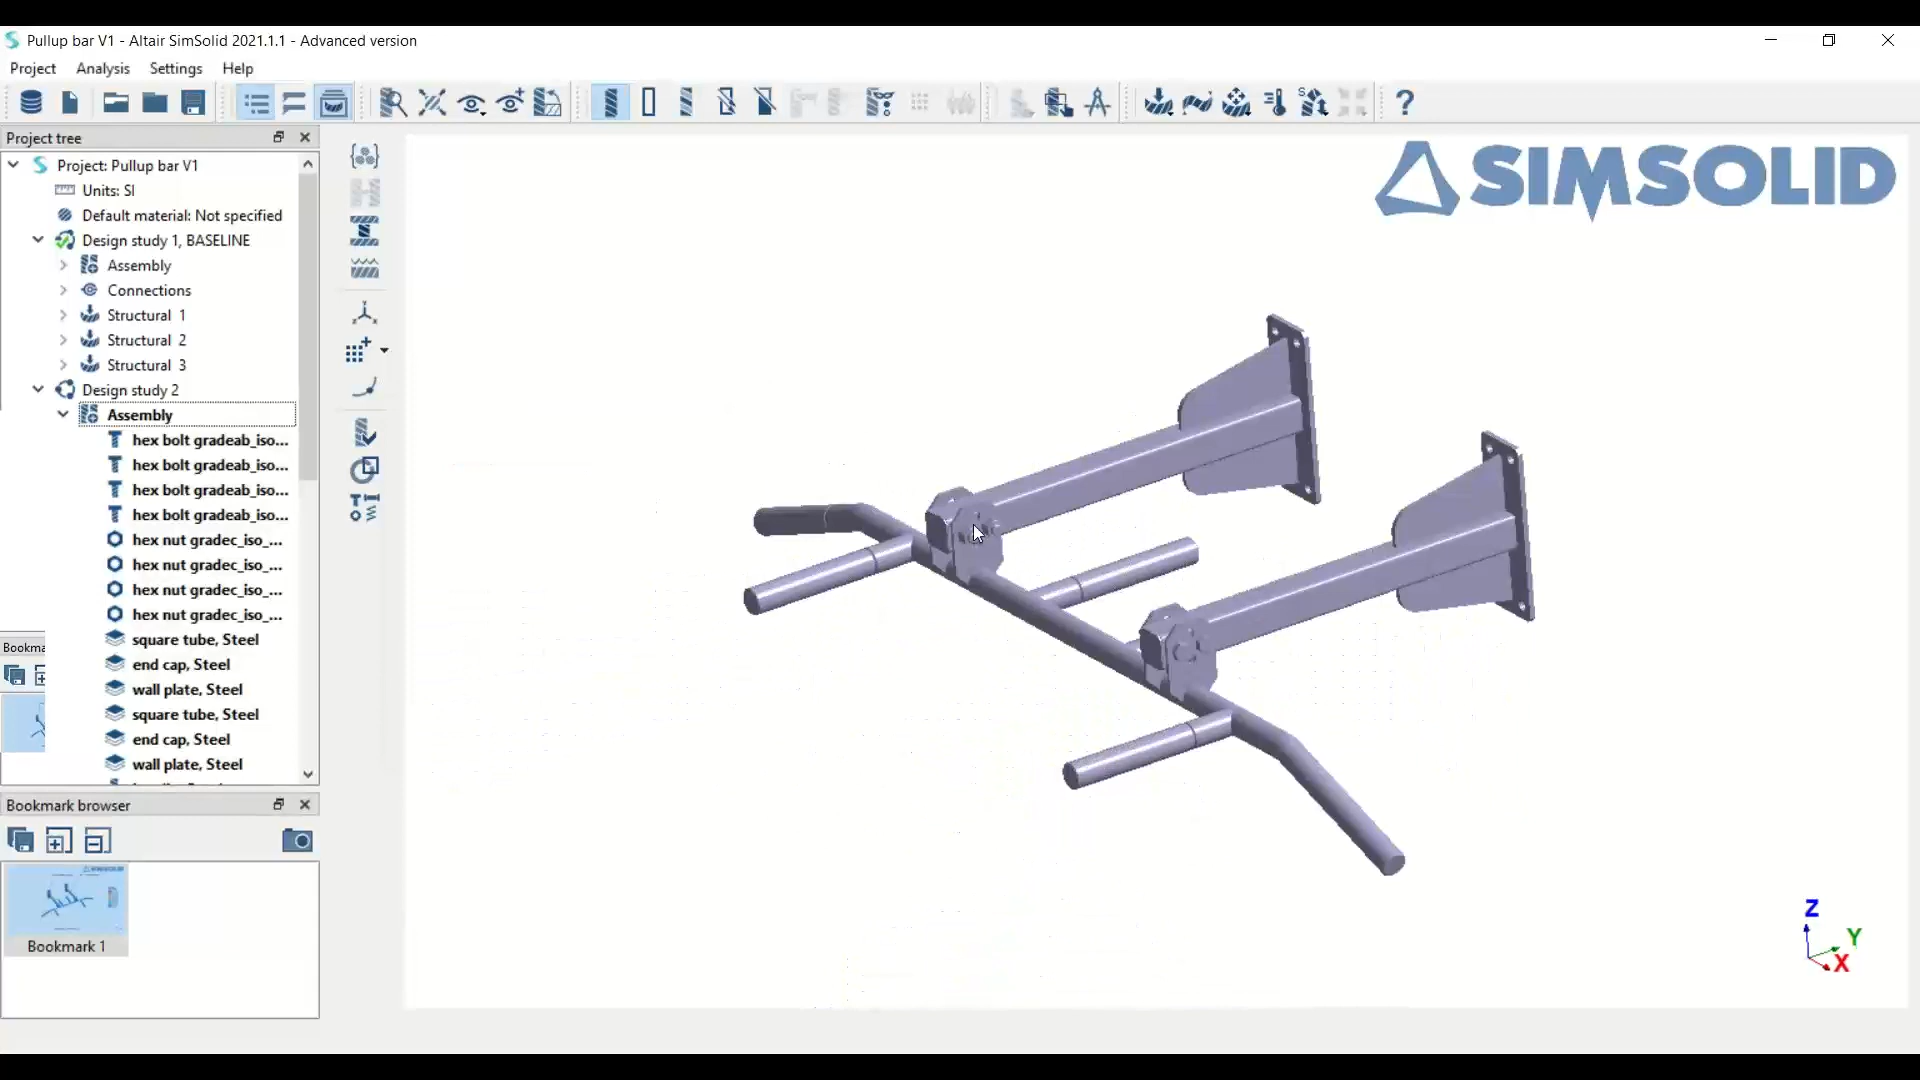 Pullup bar V1 - Altair SimSolid 2021.1.1 - Advanced version
Project Analysis Settings Help
Project tree
Project: Pullup bar V1
Units: SI
Default material: Not specified
Design study 1, BASELINE
Assembly
Connections
Structural 1
Structural 2
Structural 3
Design study 2
Assembly
hex bolt gradeab_iso...
hex bolt gradeab_iso...
hex bolt gradeab_iso...
hex bolt gradeab_iso...
hex nut gradec_iso_...
hex nut gradec_iso_...
hex nut gradec_iso_...
hex nut gradec_iso_...
square tube, Steel
end cap, Steel
wall plate, Steel
square tube, Steel
end cap, Steel
wall plate, Steel
Bookma
Bookmark browser
Bookmark 1
SIMSOLID
Z
Y
X